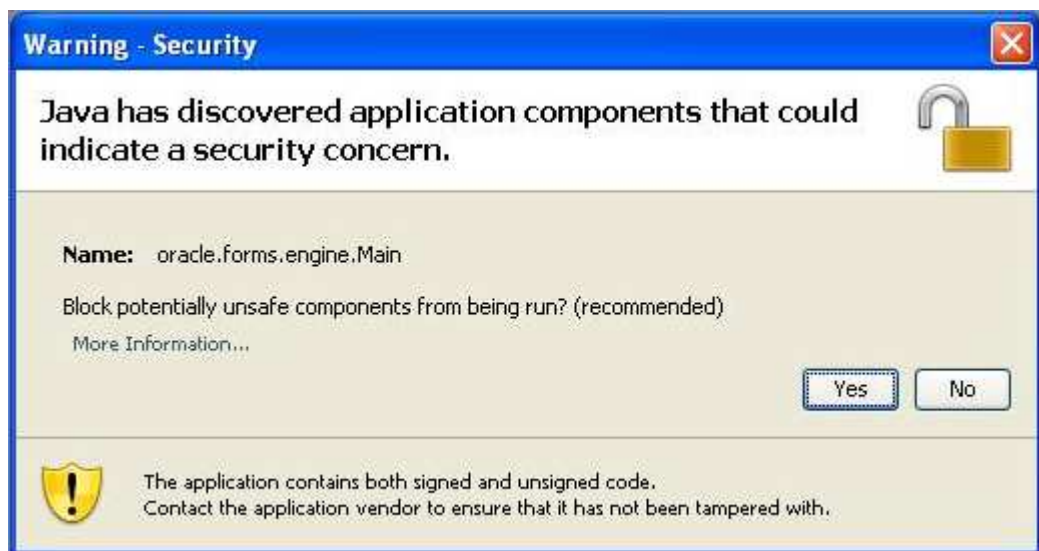 Warning - Security
Java has discovered application components that could
indicate a security concern.
Name: oracle.forms.engine.Main
Block potentially unsafe components from being run? (recommended)
More Information...
Yes No
The application contains both signed and unsigned code.
Contact the application vendor to ensure that it has not been tampered with.